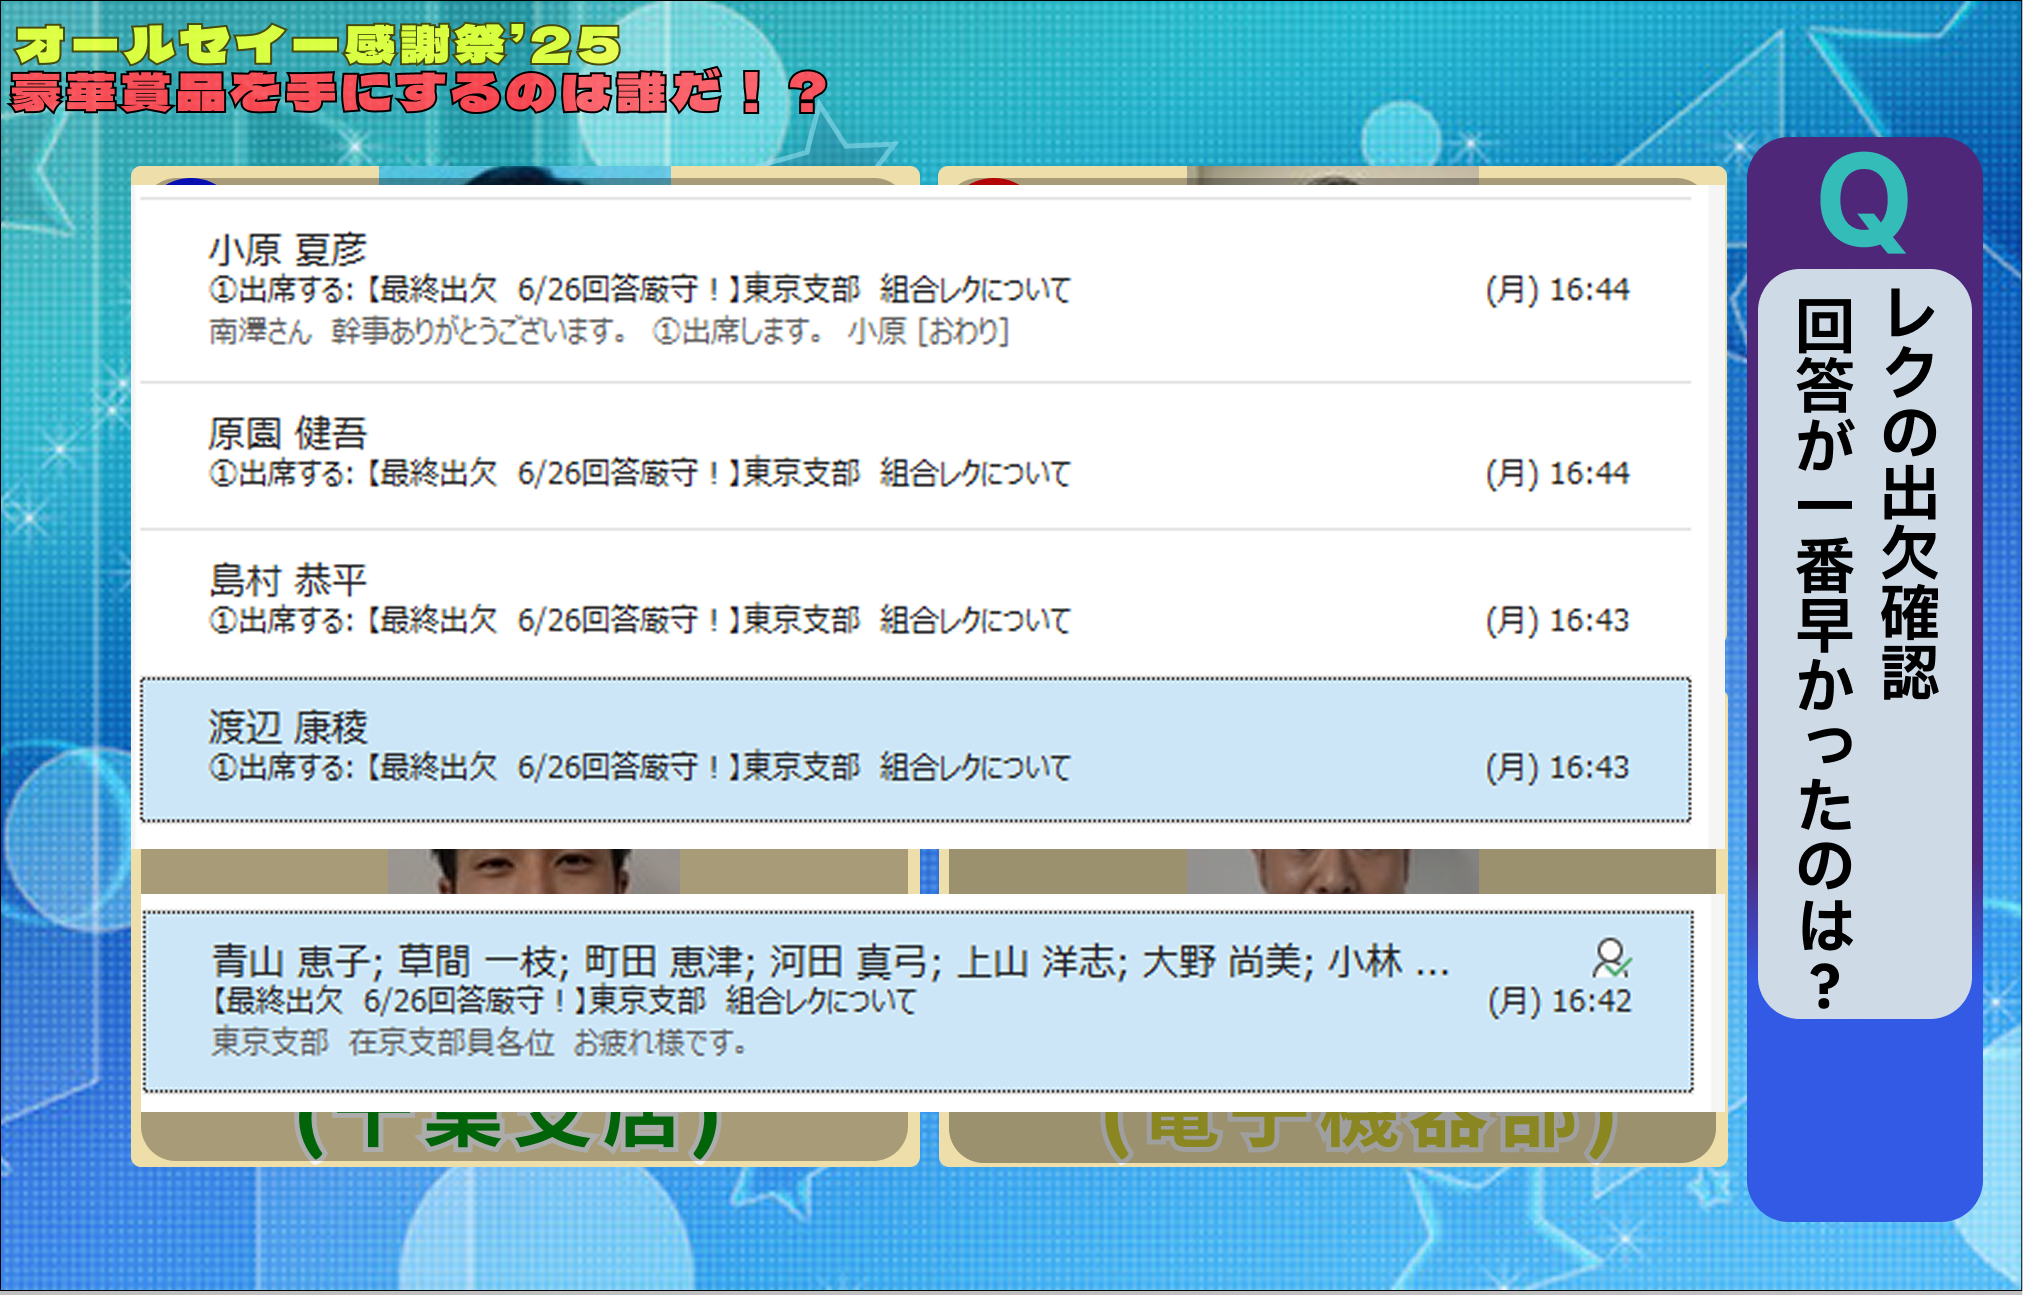 オールセイー感謝祭’25
豪華賞品を手にするのは誰だ！？
Q
レクの出欠確認
回答が一番早かったのは？
小原 夏彦
①出席する:【最終出欠 6/26回答厳守！】東京支部 組合レクについて (月) 16:44
南澤さん 幹事ありがとうございます。 ①出席します。 小原 [おわり]
原園 健吾
①出席する:【最終出欠 6/26回答厳守！】東京支部 組合レクについて (月) 16:44
島村 恭平
①出席する:【最終出欠 6/26回答厳守！】東京支部 組合レクについて (月) 16:43
渡辺 康稜
①出席する:【最終出欠 6/26回答厳守！】東京支部 組合レクについて (月) 16:43
青山 恵子; 草間 一枝; 町田 恵津; 河田 真弓; 上山 洋志; 大野 尚美; 小林 ...
【最終出欠 6/26回答厳守！】東京支部 組合レクについて (月) 16:42
東京支部 在京支部員各位 お疲れ様です。
(千葉支店)
(電子機器部)